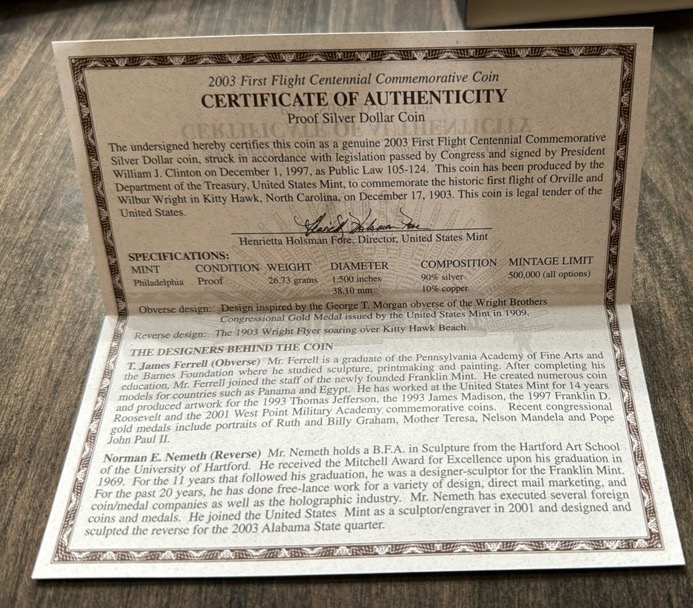 2003 First Flight Centennial Commemorative Coin
CERTIFICATE OF AUTHENTICITY
Proof Silver Dollar Coin
The undersigned hereby certifies this coin as a genuine 2003 First Flight Centennial Commemorative
Silver Dollar coin, struck in accordance with legislation passed by Congress and signed by President
William J. Clinton on December 1, 1997, as Public Law 105-124. This coin has been produced by the
Department of the Treasury, United States Mint, to commemorate the historic first flight of Orville and
Wilbur Wright in Kitty Hawk, North Carolina, on December 17, 1903. This coin is legal tender of the
United States.
Henrietta Holsman Fore, Director, United States Mint
SPECIFICATIONS:
MINT CONDITION WEIGHT DIAMETER COMPOSITION MINTAGE LIMIT
Philadelphia Proof 26.73 grams 1.500 inches 90% silver 500,000 (all options)
38.10 mm 10% copper
Obverse design: Design inspired by the George T. Morgan obverse of the Wright Brothers
Congressional Gold Medal issued by the United States Mint in 1909.
Reverse design: The 1903 Wright Flyer soaring over Kitty Hawk Beach.
THE DESIGNERS BEHIND THE COIN
T. James Ferrell (Obverse) Mr. Ferrell is a graduate of the Pennsylvania Academy of Fine Arts and
the Barnes Foundation where he studied sculpture, printmaking and painting. After completing his
education, Mr. Ferrell joined the staff of the newly founded Franklin Mint. He created numerous coin
models for countries such as Panama and Egypt. He has worked at the United States Mint for 14 years
and produced artwork for the 1993 Thomas Jefferson, the 1993 James Madison, the 1997 Franklin D.
Roosevelt and the 2001 West Point Military Academy commemorative coins. Recent congressional
gold medals include portraits of Ruth and Billy Graham, Mother Teresa, Nelson Mandela and Pope
John Paul II.
Norman E. Nemeth (Reverse) Mr. Nemeth holds a B.F.A. in Sculpture from the Hartford Art School
of the University of Hartford. He received the Mitchell Award for Excellence upon his graduation in
1969. For the 11 years that followed his graduation, he was a designer-sculptor for the Franklin Mint.
For the past 20 years, he has done free-lance work for a variety of design, direct mail marketing, and
coin/medal companies as well as the holographic industry. Mr. Nemeth has executed several foreign
coins and medals. He joined the United States Mint as a sculptor/engraver in 2001 and designed and
sculpted the reverse for the 2003 Alabama State quarter.